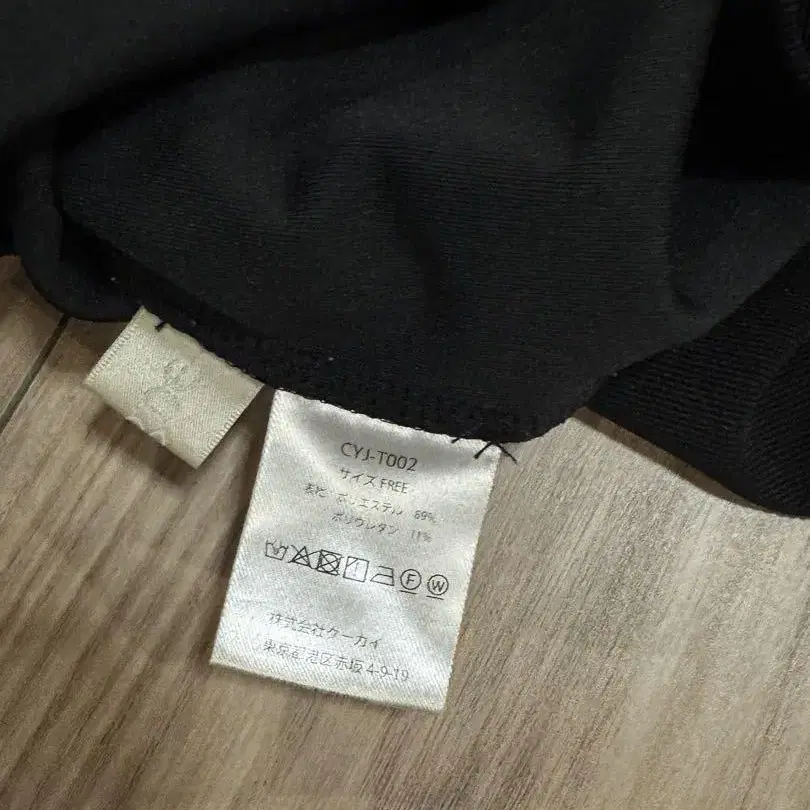 CYJ-T002
サイズ FREE
表地 ポリエステル 89%
ポリウレタン 11%
F W
株式会社ケーカイ
東京都港区赤坂 4-9-19